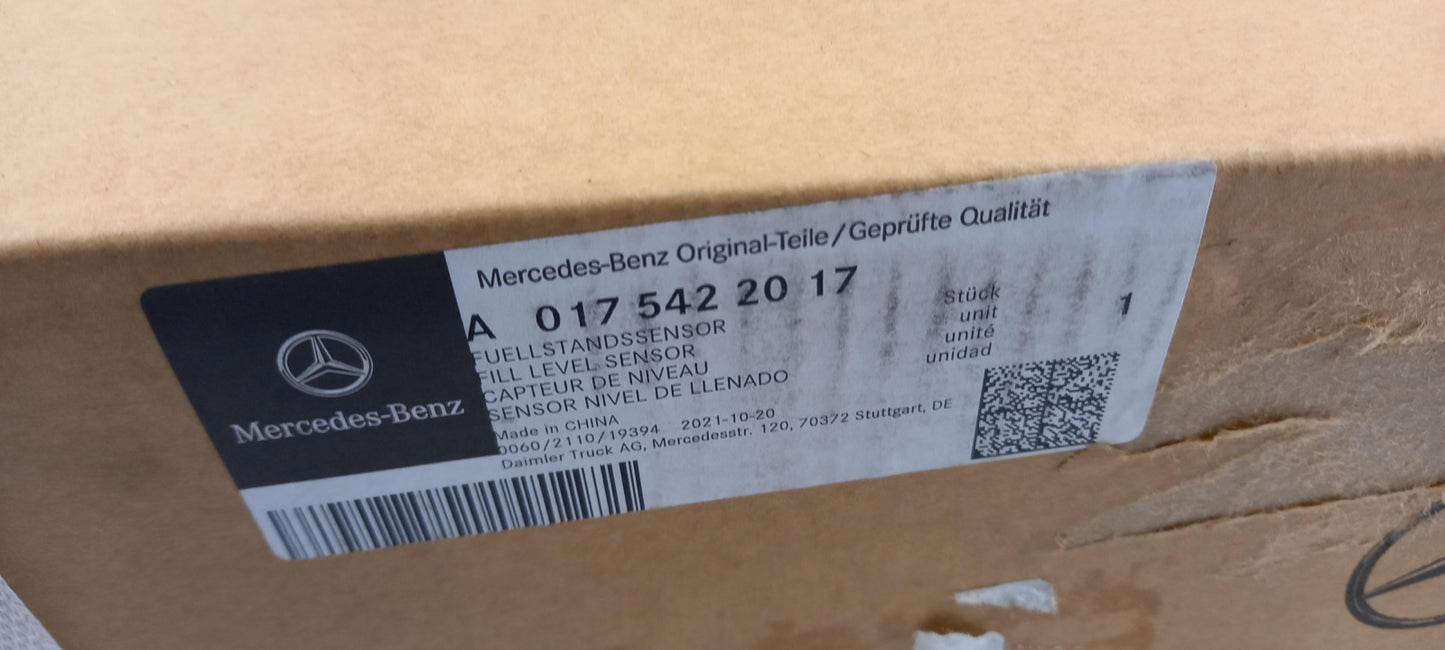 Mercedes-Benz
Mercedes-Benz Original-Teile/Geprüfte Qualität
A 017 542 20 17
FUELLSTANDSSENSOR
FILL LEVEL SENSOR
CAPTEUR DE NIVEAU
SENSOR NIVEL DE LLENADO
Stück
unit
unité
unidad
1
Made in CHINA
0060/2110/19394 2021-10-20
Daimler Truck AG, Mercedesstr. 120, 70372 Stuttgart, DE